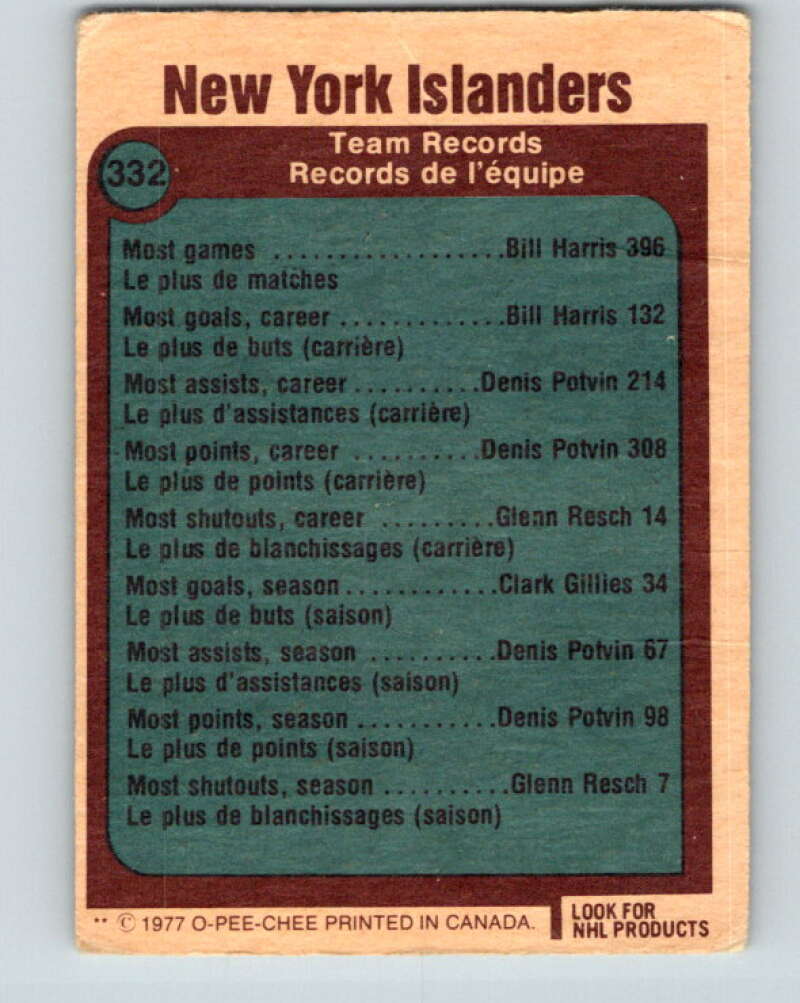 New York Islanders
332
Team Records
Records de l'équipe
Most games ...................Bill Harris 396
Le plus de matches
Most goals, career .............Bill Harris 132
Le plus de buts (carrière)
Most assists, career ..........Denis Potvin 214
Le plus d'assistances (carrière)
Most points, career ..........Denis Potvin 308
Le plus de points (carrière)
Most shutouts, career .........Glenn Resch 14
Le plus de blanchissages (carrière)
Most goals, season ............Clark Gillies 34
Le plus de buts (saison)
Most assists, season ..........Denis Potvin 67
Le plus d'assistances (saison)
Most points, season ...........Denis Potvin 98
Le plus de points (saison)
Most shutouts, season ..........Glenn Resch 7
Le plus de blanchissages (saison)
** © 1977 O-PEE-CHEE PRINTED IN CANADA.
LOOK FOR
NHL PRODUCTS